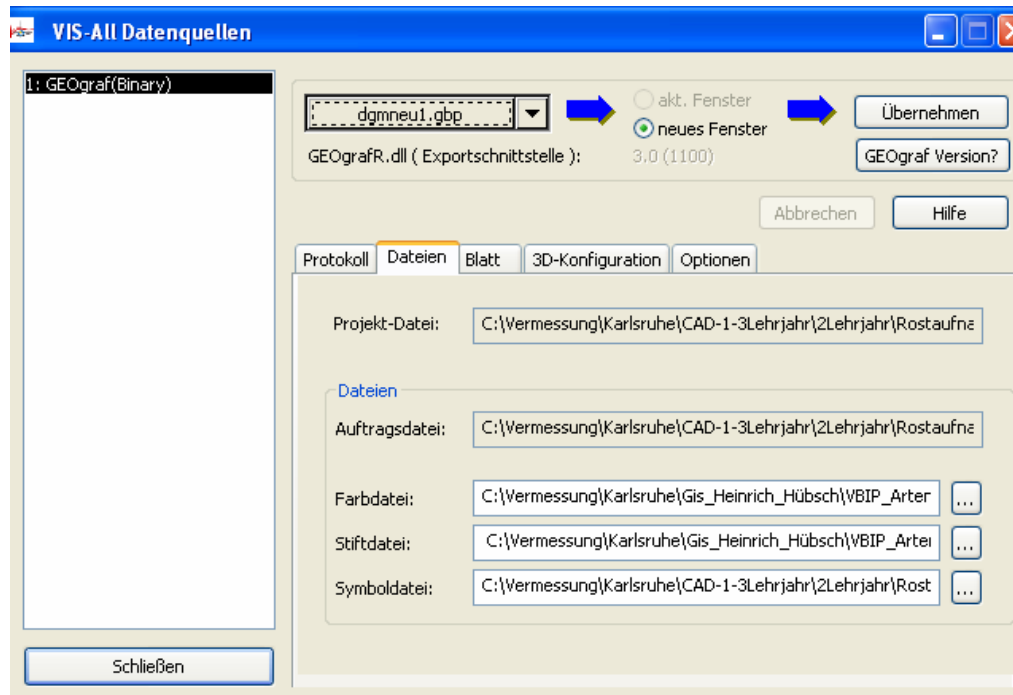 VIS-All Datenquellen
1: GEOgraf(Binary)
dgmneu1.gbp
akt. Fenster
neues Fenster
Übernehmen
GEOgrafR.dll ( Exportschnittstelle ):
3.0 (1100)
GEOgraf Version?
Abbrechen
Hilfe
Protokoll Dateien Blatt 3D-Konfiguration Optionen
Projekt-Datei: C:\Vermessung\Karlsruhe\CAD-1-3Lehrjahr\2Lehrjahr\Rostaufna
Dateien
Auftragsdatei: C:\Vermessung\Karlsruhe\CAD-1-3Lehrjahr\2Lehrjahr\Rostaufna
Farbdatei: C:\Vermessung\Karlsruhe\Gis_Heinrich_Hübsch\VBIP_Arter ...
Stiftdatei: C:\Vermessung\Karlsruhe\Gis_Heinrich_Hübsch\VBIP_Arter ...
Symboldatei: C:\Vermessung\Karlsruhe\CAD-1-3Lehrjahr\2Lehrjahr\Rost ...
Schließen